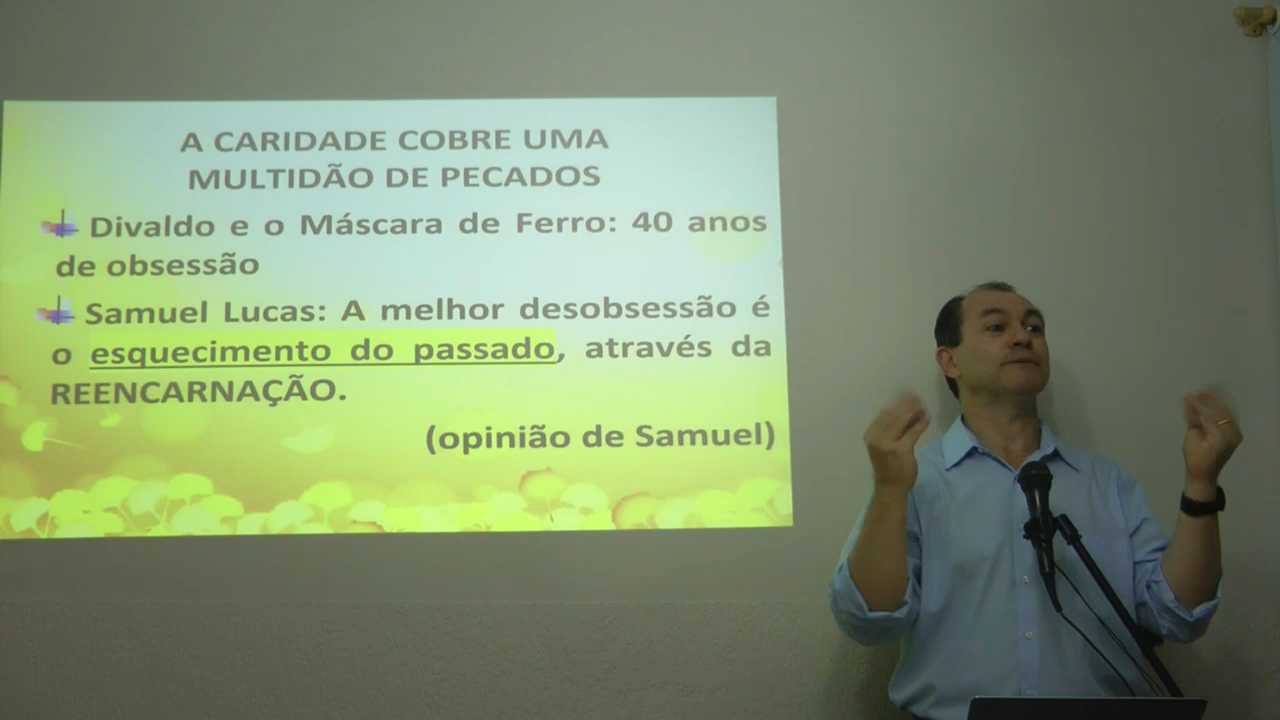 A CARIDADE COBRE UMA
MULTIDÃO DE PECADOS
Divaldo e o Máscara de Ferro: 40 anos
de obsessão
Samuel Lucas: A melhor desobsessão é
o esquecimento do passado, através da
REENCARNAÇÃO.
(opinião de Samuel)